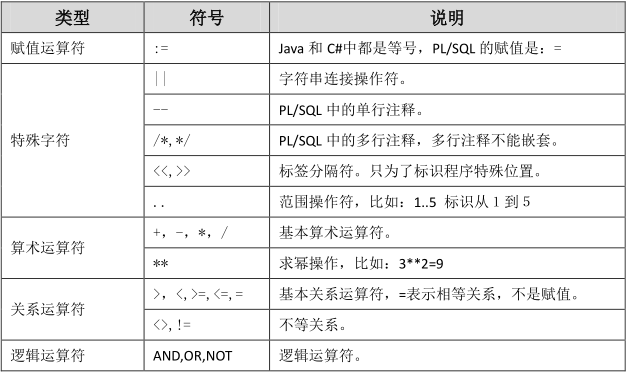 类型 符号 说明
赋值运算符 := Java 和 C#中都是等号，PL/SQL 的赋值是：=
特殊字符 || 字符串连接操作符。
-- PL/SQL 中的单行注释。
/*,*/ PL/SQL 中的多行注释，多行注释不能嵌套。
<<,>> 标签分隔符。只为了标识程序特殊位置。
.. 范围操作符，比如：1..5 标识从 1 到 5
算术运算符 +，-，*，/ 基本算术运算符。
** 求幂操作，比如：3**2=9
关系运算符 >，<,>=,<=,= 基本关系运算符，=表示相等关系，不是赋值。
<>,!= 不等关系。
逻辑运算符 AND,OR,NOT 逻辑运算符。